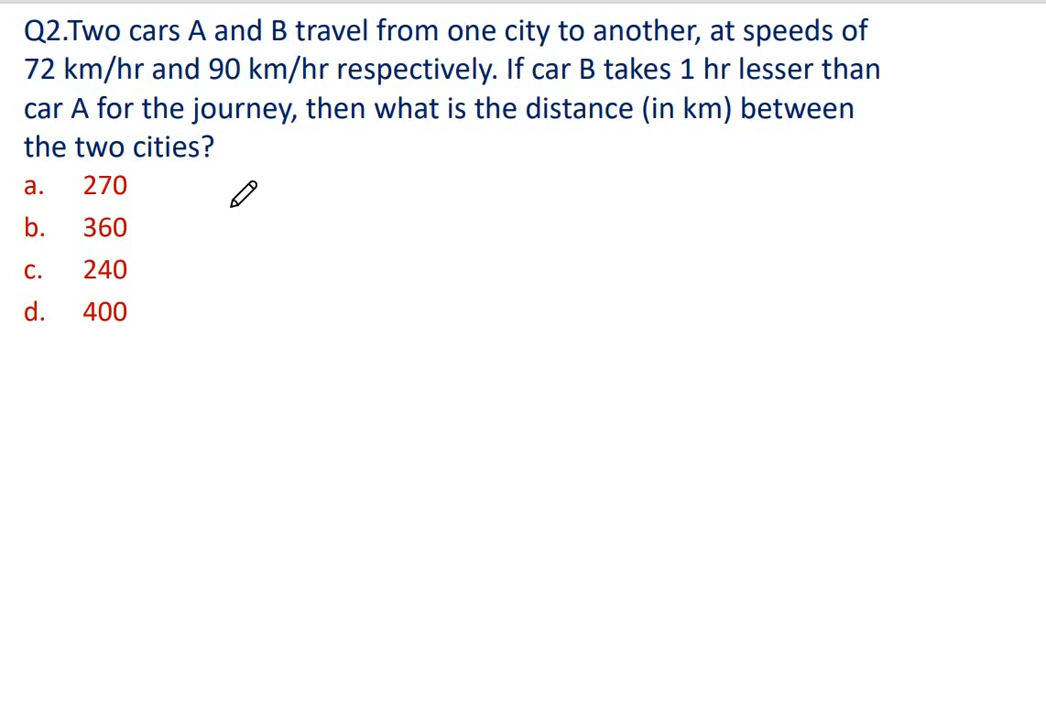 Q2.Two cars A and B travel from one city to another, at speeds of
72 km/hr and 90 km/hr respectively. If car B takes 1 hr lesser than
car A for the journey, then what is the distance (in km) between
the two cities?
a. 270
b. 360
c. 240
d. 400